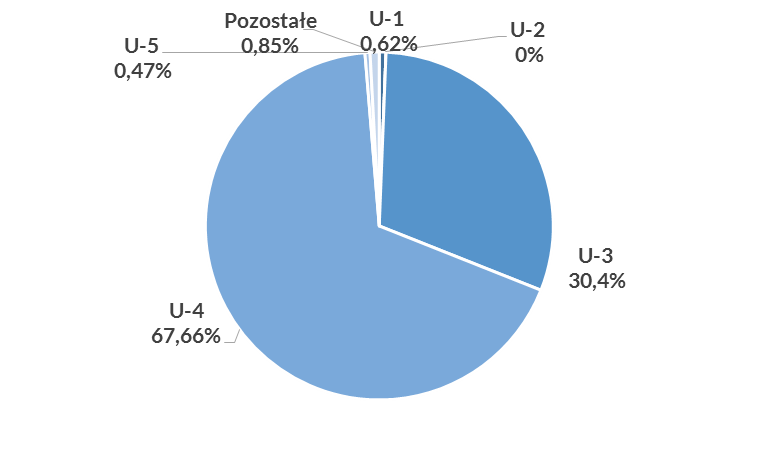 Pozostałe
0,85%
U-1
0,62%
U-2
0%
U-5
0,47%
U-3
30,4%
U-4
67,66%